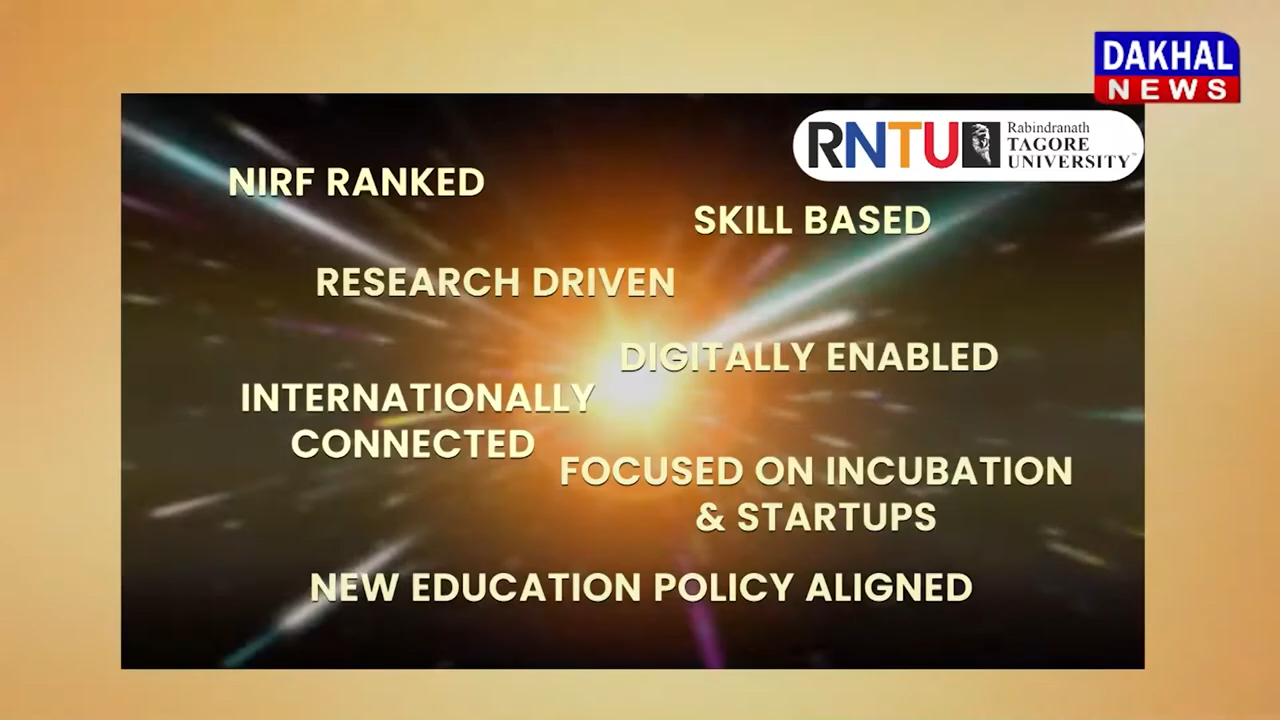 DAKHAL
NEWS
RNTU
Rabindranath
TAGORE
UNIVERSITY™
NIRF RANKED
SKILL BASED
RESEARCH DRIVEN
DIGITALLY ENABLED
INTERNATIONALLY
CONNECTED
FOCUSED ON INCUBATION
& STARTUPS
NEW EDUCATION POLICY ALIGNED